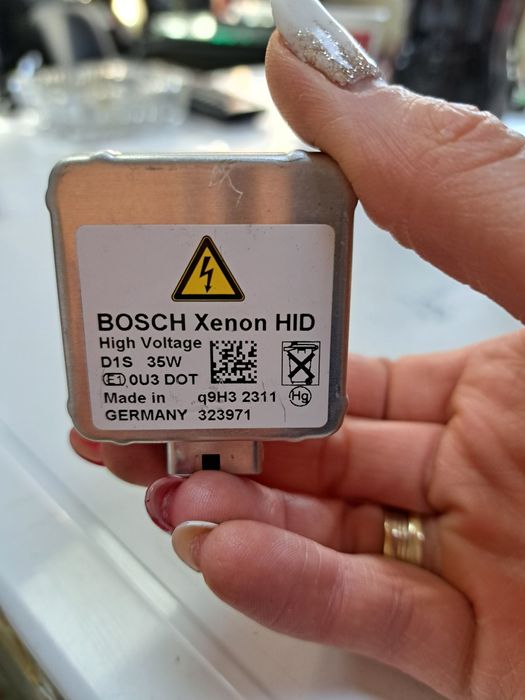 BOSCH Xenon HID
High Voltage
D1S 35W
E1 0U3 DOT
Made in q9H3 2311
Hg
GERMANY 323971